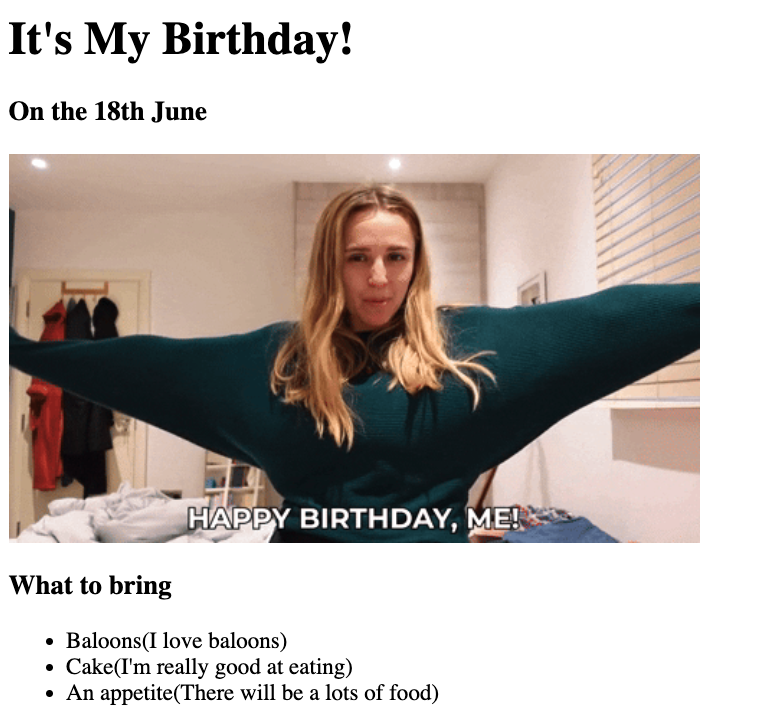 It's My Birthday!
On the 18th June
HAPPY BIRTHDAY, ME!
What to bring
Baloons(I love baloons)
Cake(I'm really good at eating)
An appetite(There will be a lots of food)